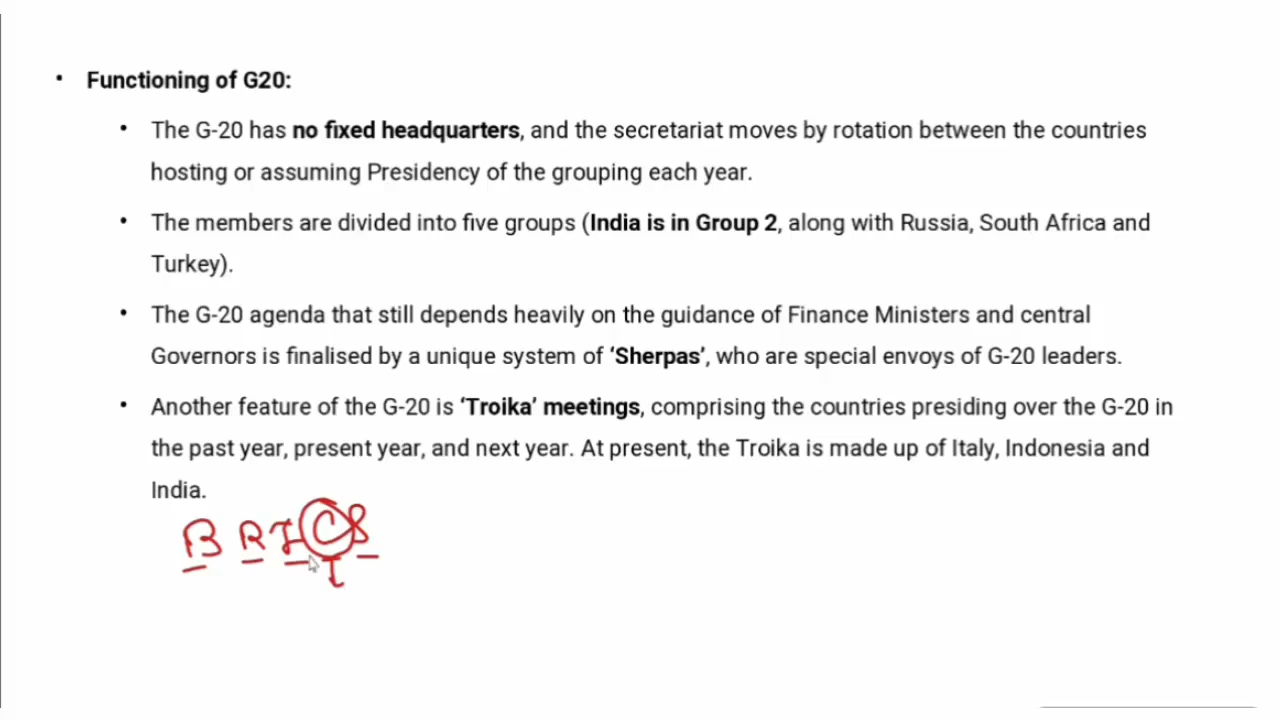 • Functioning of G20:
• The G-20 has no fixed headquarters, and the secretariat moves by rotation between the countries
hosting or assuming Presidency of the grouping each year.
• The members are divided into five groups (India is in Group 2, along with Russia, South Africa and
Turkey).
• The G-20 agenda that still depends heavily on the guidance of Finance Ministers and central
Governors is finalised by a unique system of ‘Sherpas’, who are special envoys of G-20 leaders.
• Another feature of the G-20 is ‘Troika’ meetings, comprising the countries presiding over the G-20 in
the past year, present year, and next year. At present, the Troika is made up of Italy, Indonesia and
India.
B R I C S